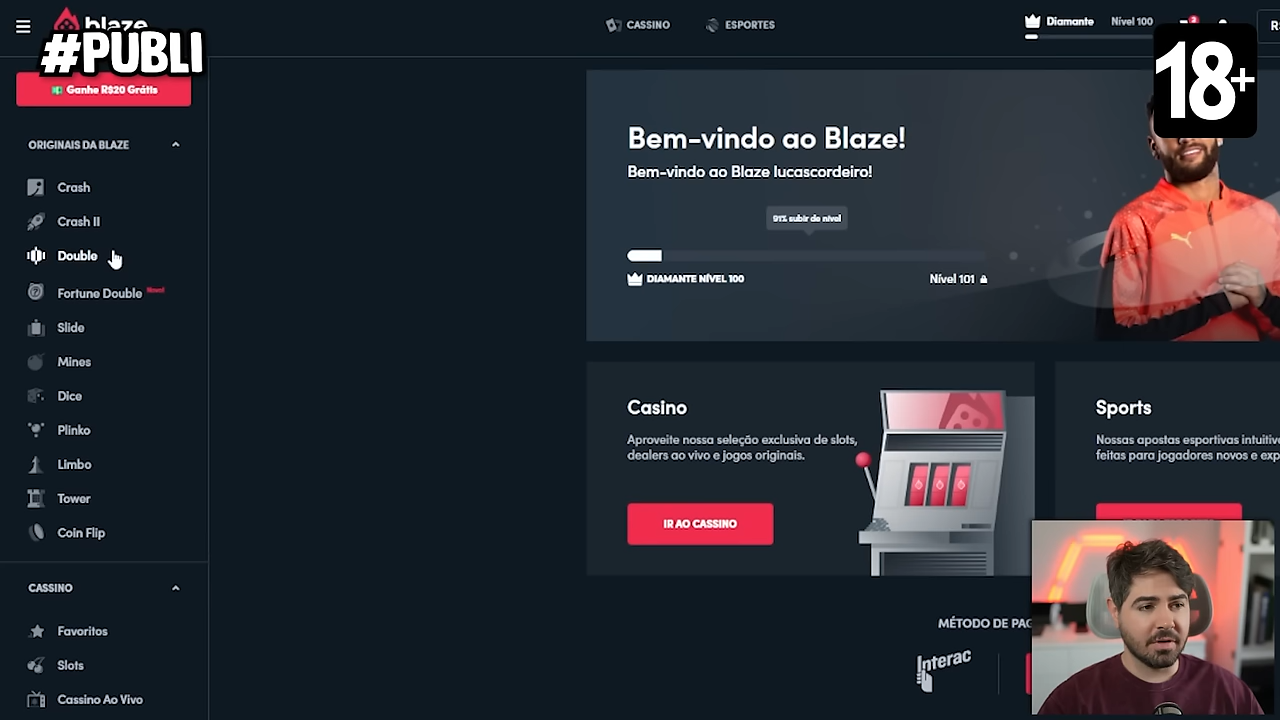 blaze
#PUBLI
Ganhe R$20 Grátis
CASSINO
ESPORTES
Diamante
Nível 100
18+
ORIGINAIS DA BLAZE
Crash
Crash II
Double
Fortune Double
Slide
Mines
Dice
Plinko
Limbo
Tower
Coin Flip
CASSINO
Favoritos
Slots
Cassino Ao Vivo
Bem-vindo ao Blaze!
Bem-vindo ao Blaze lucascordeiro!
91% subir de nível
DIAMANTE NÍVEL 100
Nível 101
Casino
Aproveite nossa seleção exclusiva de slots,
dealers ao vivo e jogos originais.
IR AO CASSINO
Sports
Nossas apostas esportivas
feitas para jogadores novos e
MÉTODO DE
Interac